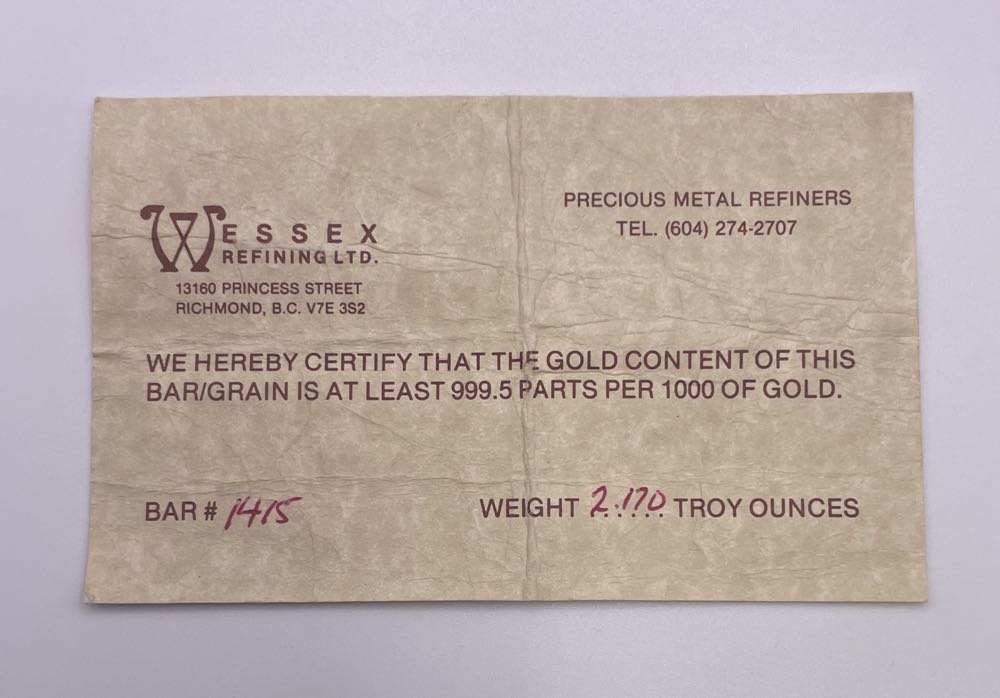 WESSEX
REFINING LTD.
13160 PRINCESS STREET
RICHMOND, B.C. V7E 3S2
PRECIOUS METAL REFINERS
TEL. (604) 274-2707
WE HEREBY CERTIFY THAT THE GOLD CONTENT OF THIS
BAR/GRAIN IS AT LEAST 999.5 PARTS PER 1000 OF GOLD.
BAR # 1415
WEIGHT 2.170 TROY OUNCES